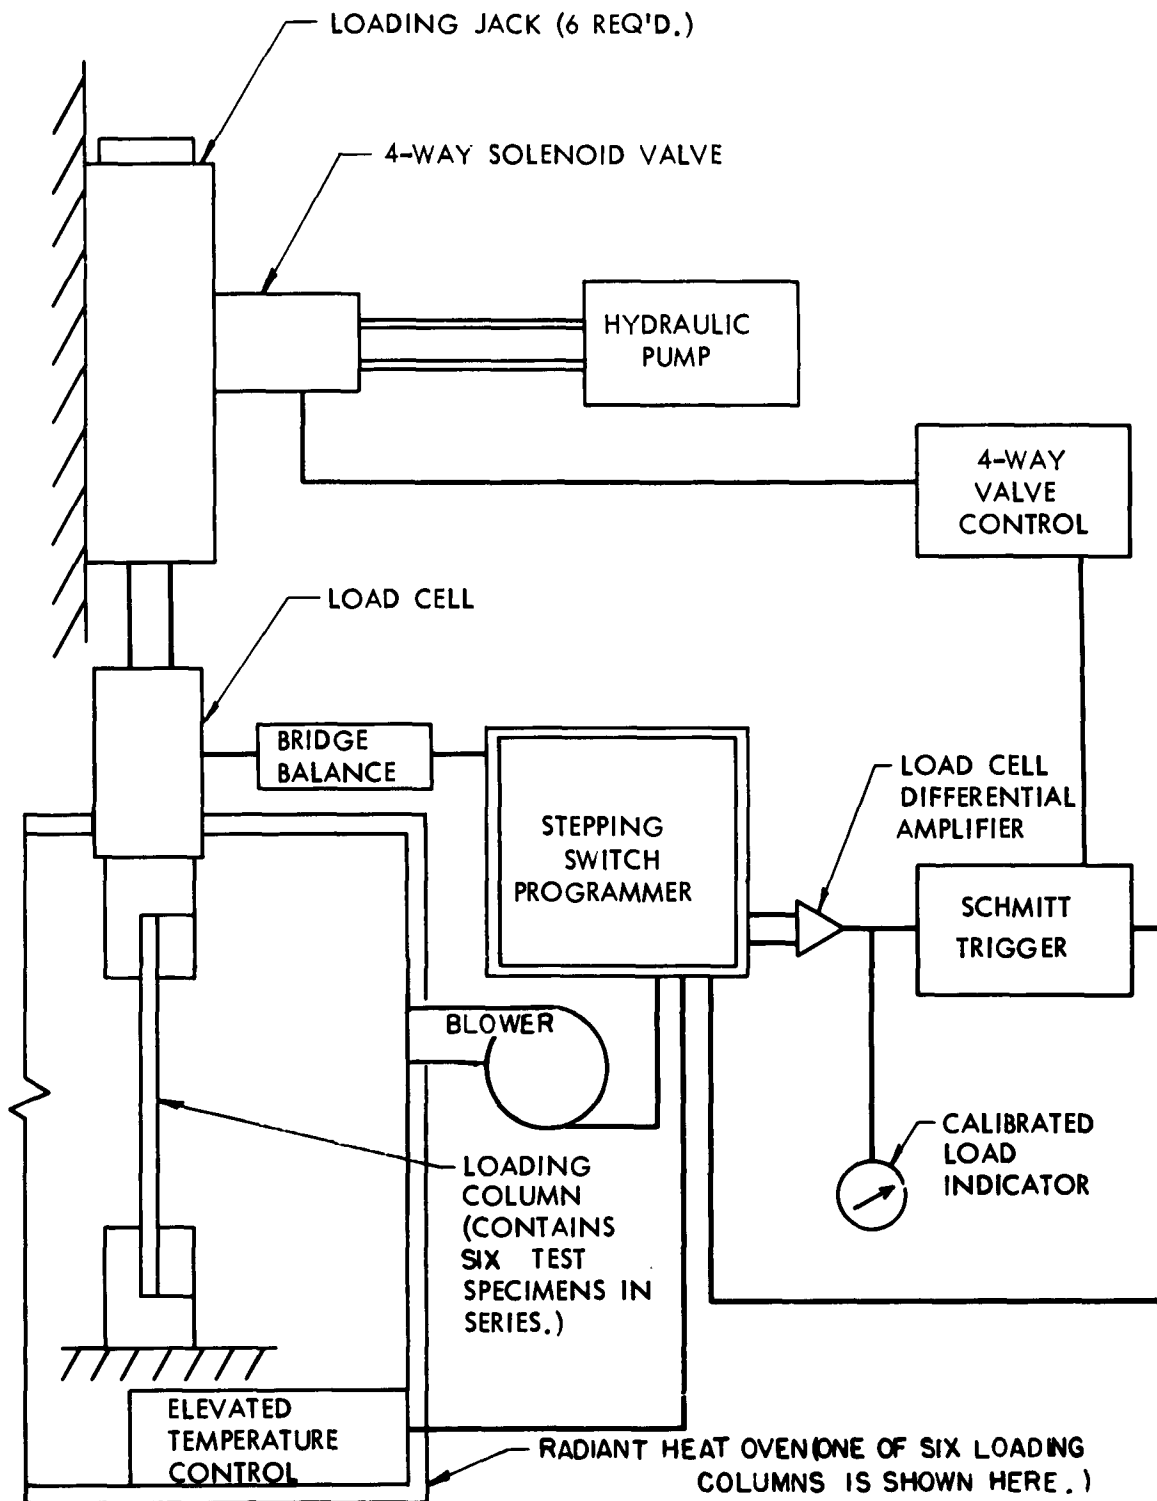 LOADING JACK (6 REQ'D.)
4-WAY SOLENOID VALVE
HYDRAULIC
PUMP
4-WAY
VALVE
CONTROL
LOAD CELL
BRIDGE
BALANCE
LOAD CELL
DIFFERENTIAL
AMPLIFIER
STEPPING
SWITCH
PROGRAMMER
SCHMITT
TRIGGER
BLOWER
CALIBRATED
LOAD
INDICATOR
LOADING
COLUMN
(CONTAINS
SIX TEST
SPECIMENS IN
SERIES.)
ELEVATED
TEMPERATURE
CONTROL
RADIANT HEAT OVEN(ONE OF SIX LOADING
COLUMNS IS SHOWN HERE.)